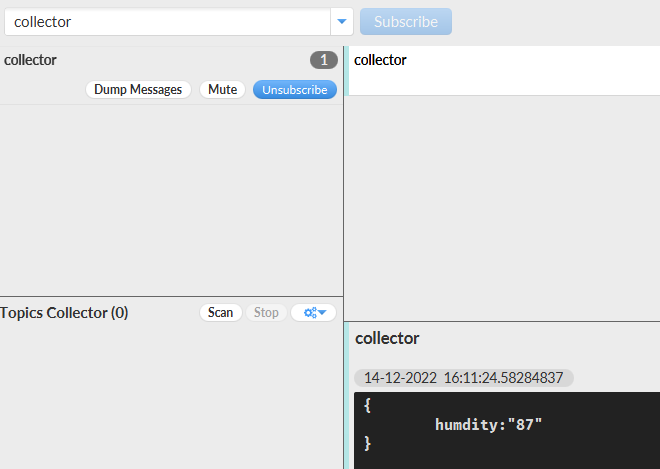 collector
Subscribe
collector
1
Dump Messages
Mute
Unsubscribe
collector
Topics Collector (0)
Scan
Stop
collector
14-12-2022 16:11:24.58284837
{
humdity:"87"
}